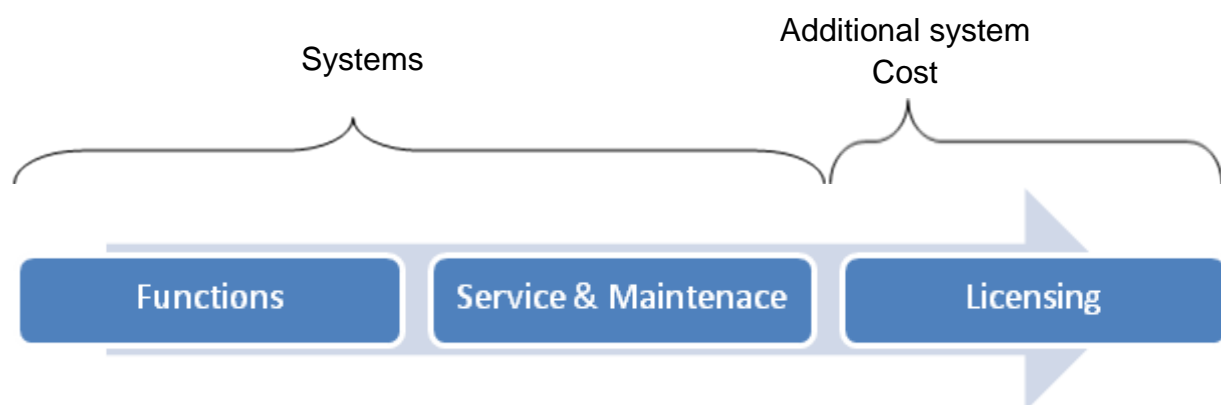 Systems
Additional system
Cost
Functions
Service & Maintenace
Licensing